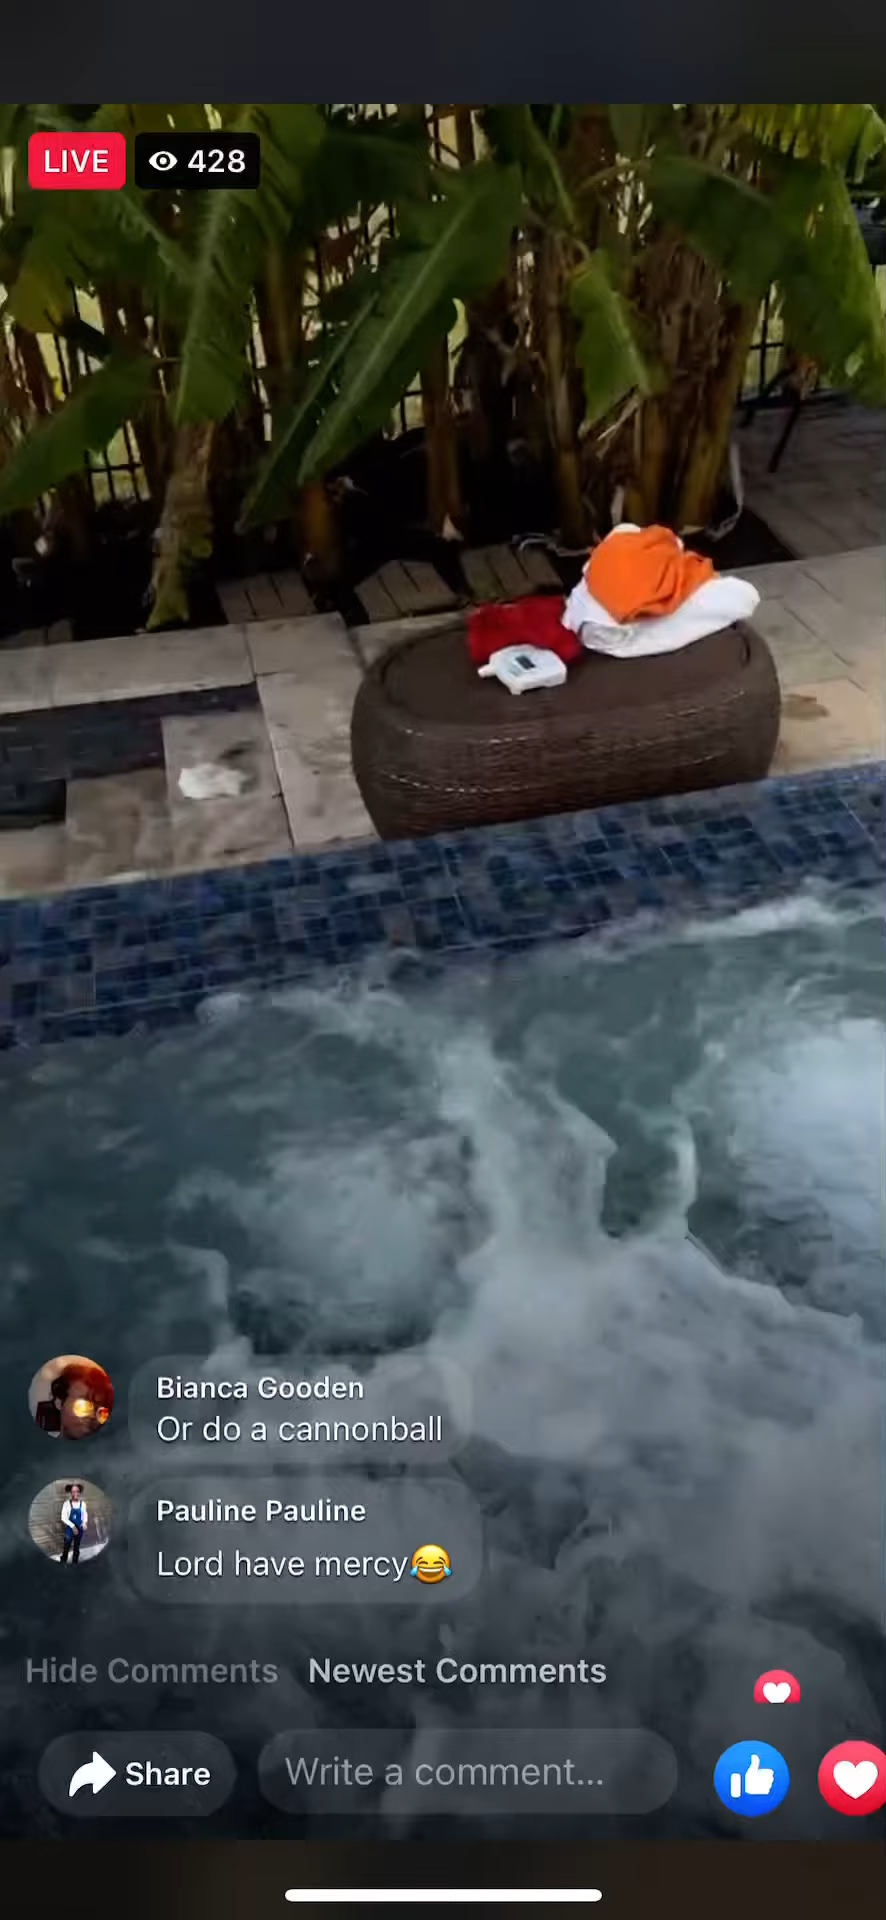 LIVE 428
Bianca Gooden
Or do a cannonball
Pauline Pauline
Lord have mercy😂
Hide Comments Newest Comments
Share Write a comment...